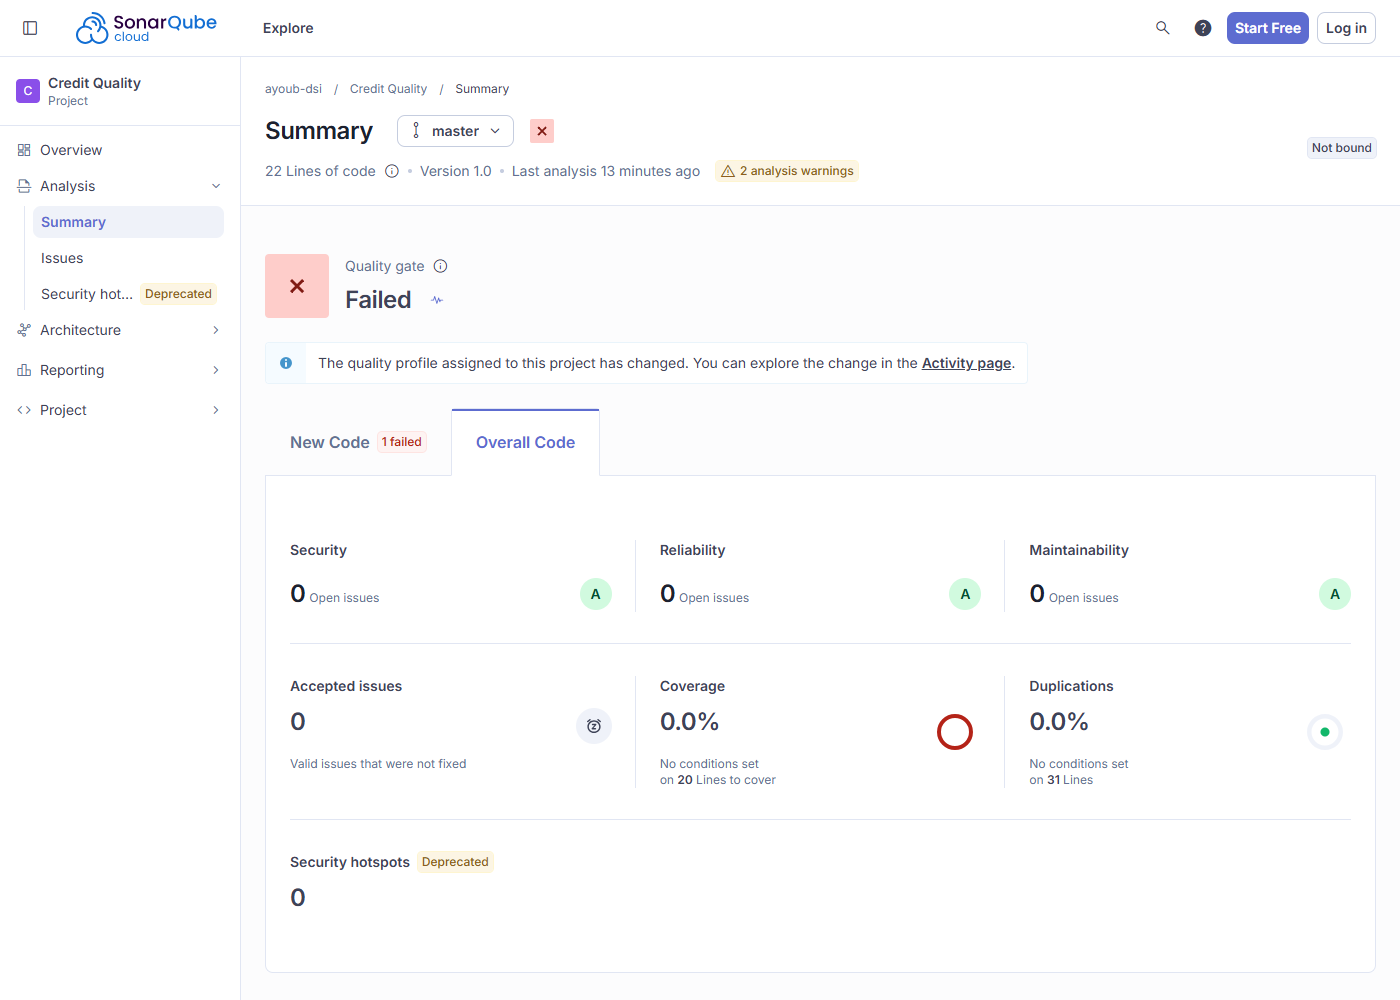 SonarQube cloud
Explore
Start Free
Log in
C
Credit Quality
Project
Overview
Analysis
Summary
Issues
Security hot... Deprecated
Architecture
Reporting
Project
ayoub-dsi / Credit Quality / Summary
Summary
master
Not bound
22 Lines of code • Version 1.0 • Last analysis 13 minutes ago
2 analysis warnings
Quality gate
Failed
The quality profile assigned to this project has changed. You can explore the change in the Activity page.
New Code 1 failed
Overall Code
Security
0 Open issues
A
Reliability
0 Open issues
A
Maintainability
0 Open issues
A
Accepted issues
0
Valid issues that were not fixed
Coverage
0.0%
No conditions set
on 20 Lines to cover
Duplications
0.0%
No conditions set
on 31 Lines
Security hotspots Deprecated
0